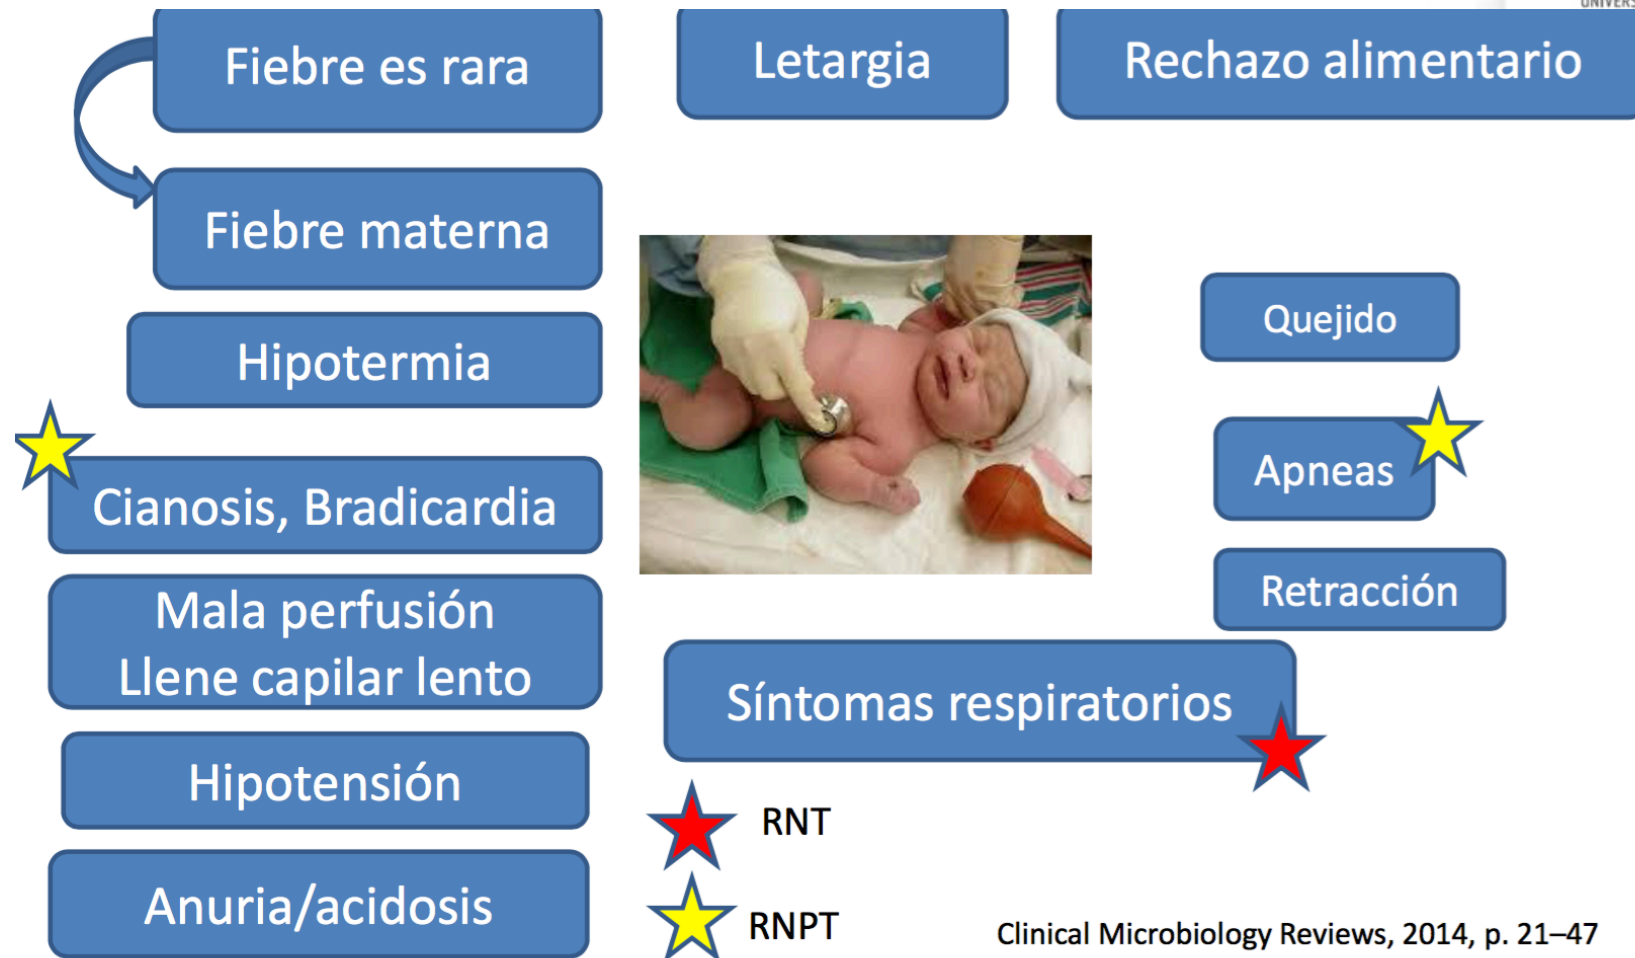 Fiebre es rara
Letargia
Rechazo alimentario
Fiebre materna
Hipotermia
Cianosis, Bradicardia
Mala perfusión
Llene capilar lento
Hipotensión
Anuria/acidosis
Quejido
Apneas
Retracción
Síntomas respiratorios
RNT
RNPT
Clinical Microbiology Reviews, 2014, p. 21–47